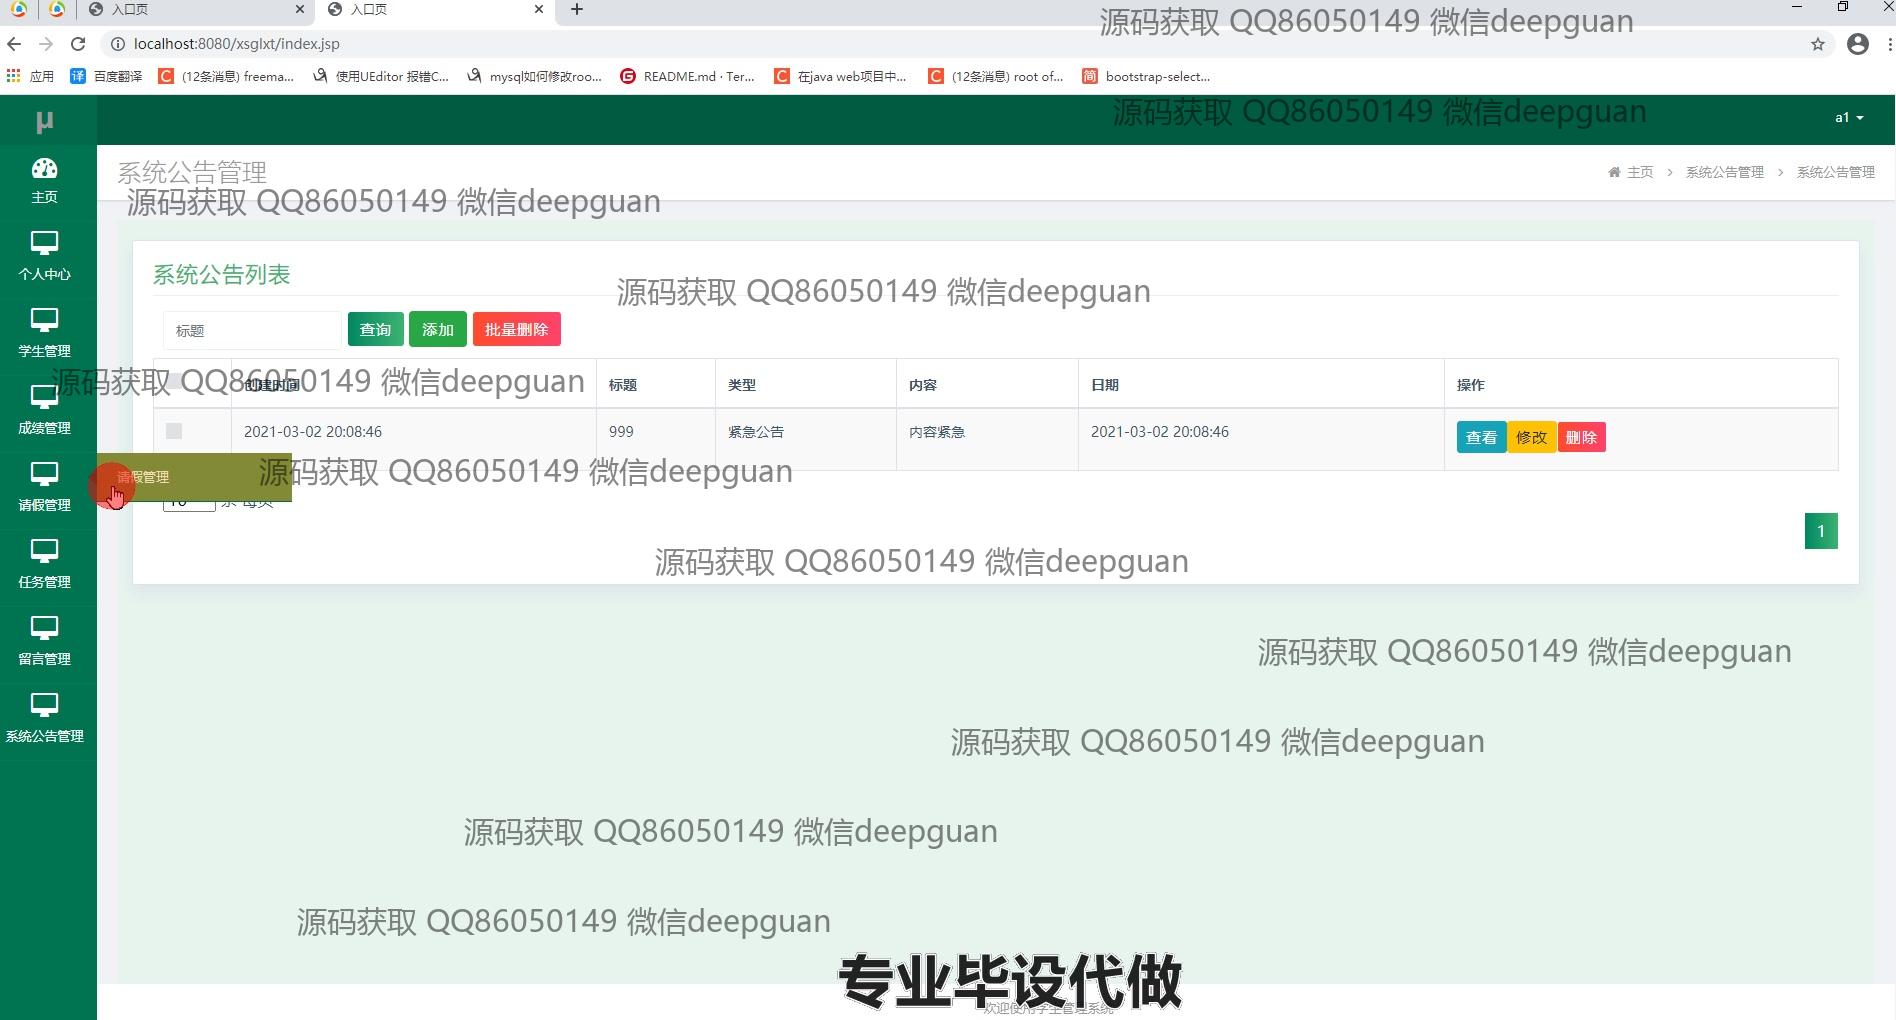 入口页
入口页
源码获取 QQ86050149 微信deepguan
localhost:8080/xsglxt/index.jsp
应用 百度翻译 (12条消息) freema... 使用UEditor 报错C... mysql如何修改roo... README.md · Ter... 在java web项目中... (12条消息) root of... bootstrap-select...
源码获取 QQ86050149 微信deepguan
μ
a1
主页
个人中心
学生管理
成绩管理
请假管理
任务管理
留言管理
系统公告管理
系统公告管理
主页 > 系统公告管理 > 系统公告管理
源码获取 QQ86050149 微信deepguan
系统公告列表
源码获取 QQ86050149 微信deepguan
标题 查询 添加 批量删除
源码获取 QQ86050149 微信deepguan
创建时间 标题 类型 内容 日期 操作
2021-03-02 20:08:46 999 紧急公告 内容紧急 2021-03-02 20:08:46 查看 修改 删除
请假管理
源码获取 QQ86050149 微信deepguan
10 条 每页
1
源码获取 QQ86050149 微信deepguan
源码获取 QQ86050149 微信deepguan
源码获取 QQ86050149 微信deepguan
源码获取 QQ86050149 微信deepguan
源码获取 QQ86050149 微信deepguan
专业毕设代做
欢迎使用学生管理系统